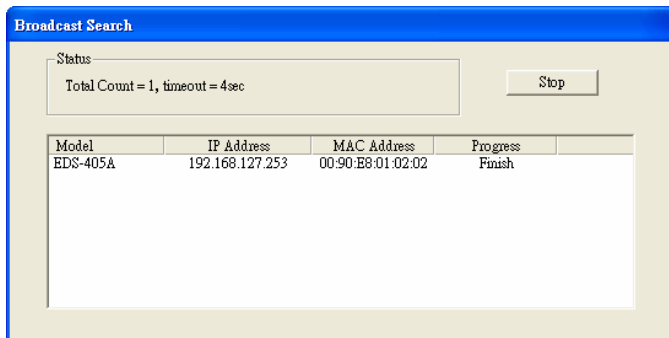 Broadcast Search
Status
Total Count = 1, timeout = 4sec
Stop
Model IP Address MAC Address Progress
EDS-405A 192.168.127.253 00:90:E8:01:02:02 Finish